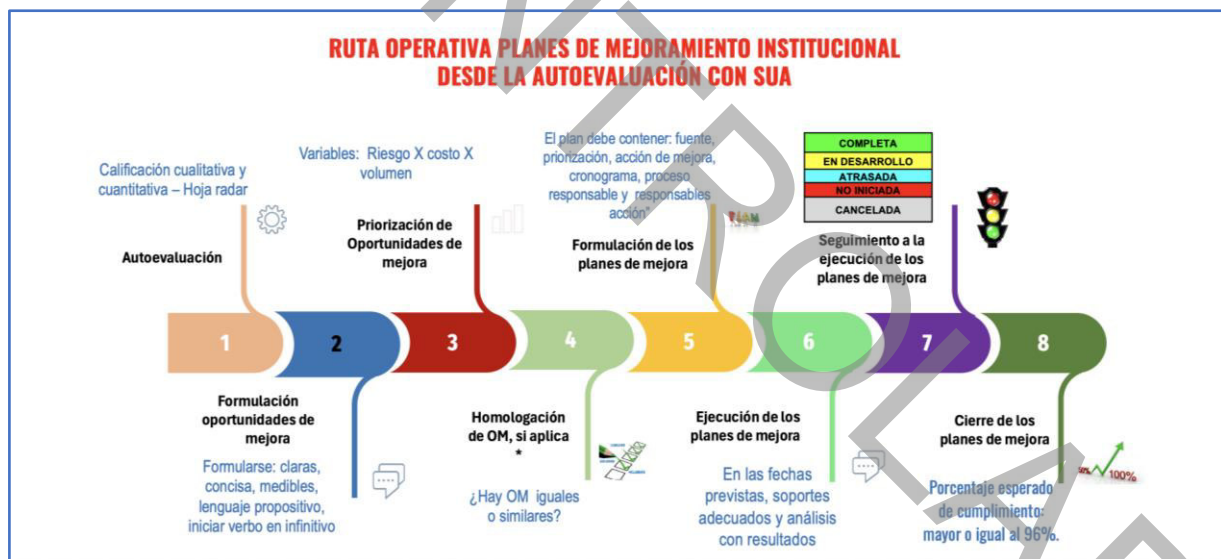 RUTA OPERATIVA PLANES DE MEJORAMIENTO INSTITUCIONAL
DESDE LA AUTOEVALUACIÓN CON SUA
Calificación cualitativa y
cuantitativa – Hoja radar
Autoevaluación
Variables: Riesgo X costo X
volumen
Priorización de
Oportunidades de
mejora
El plan debe contener: fuente,
priorización, acción de mejora,
cronograma, proceso
responsable y responsables
acción"
PLAN
Formulación de los
planes de mejora
COMPLETA
EN DESARROLLO
ATRASADA
NO INICIADA
CANCELADA
Seguimiento a la
ejecución de los
planes de mejora
1
2
3
4
5
6
7
8
Formulación
oportunidades de
mejora
Formularse: claras,
concisa, medibles,
lenguaje propositivo,
iniciar verbo en infinitivo
Homologación
de OM, si aplica
*
¿Hay OM iguales
o similares?
Ejecución de los
planes de mejora
En las fechas
previstas, soportes
adecuados y análisis
con resultados
Cierre de los
planes de mejora
100%
Porcentaje esperado
de cumplimiento:
mayor o igual al 96%.